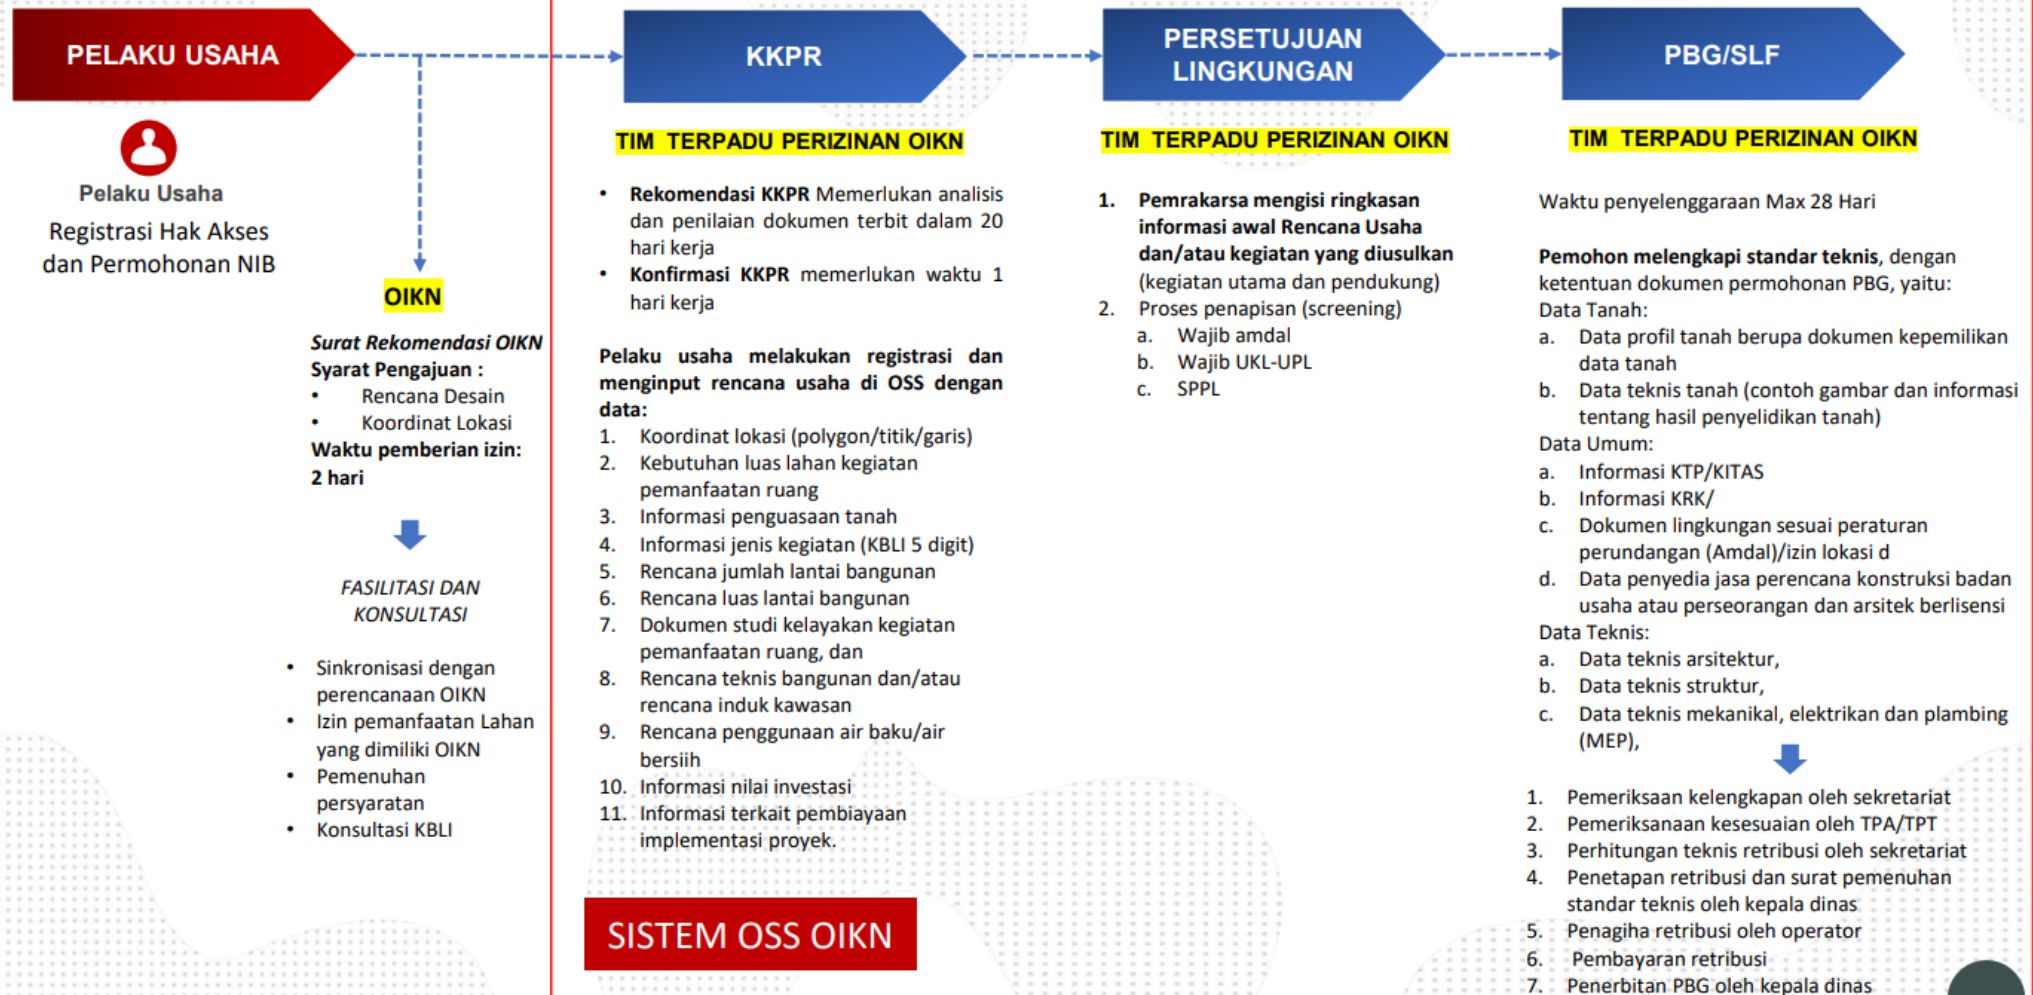 PELAKU USAHA
Pelaku Usaha
Registrasi Hak Akses
dan Permohonan NIB
OIKN
Surat Rekomendasi OIKN
Syarat Pengajuan :
• Rencana Desain
• Koordinat Lokasi
Waktu pemberian izin:
2 hari
FASILITASI DAN
KONSULTASI
• Sinkronisasi dengan
perencanaan OIKN
• Izin pemanfaatan Lahan
yang dimiliki OIKN
• Pemenuhan
persyaratan
• Konsultasi KBLI
KKPR
TIM TERPADU PERIZINAN OIKN
• Rekomendasi KKPR Memerlukan analisis
dan penilaian dokumen terbit dalam 20
hari kerja
• Konfirmasi KKPR memerlukan waktu 1
hari kerja
Pelaku usaha melakukan registrasi dan
menginput rencana usaha di OSS dengan
data:
1. Koordinat lokasi (polygon/titik/garis)
2. Kebutuhan luas lahan kegiatan
pemanfaatan ruang
3. Informasi penguasaan tanah
4. Informasi jenis kegiatan (KBLI 5 digit)
5. Rencana jumlah lantai bangunan
6. Rencana luas lantai bangunan
7. Dokumen studi kelayakan kegiatan
pemanfaatan ruang, dan
8. Rencana teknis bangunan dan/atau
rencana induk kawasan
9. Rencana penggunaan air baku/air
bersiih
10. Informasi nilai investasi
11. Informasi terkait pembiayaan
implementasi proyek.
SISTEM OSS OIKN
PERSETUJUAN
LINGKUNGAN
TIM TERPADU PERIZINAN OIKN
1. Pemrakarsa mengisi ringkasan
informasi awal Rencana Usaha
dan/atau kegiatan yang diusulkan
(kegiatan utama dan pendukung)
2. Proses penapisan (screening)
a. Wajib amdal
b. Wajib UKL-UPL
c. SPPL
PBG/SLF
TIM TERPADU PERIZINAN OIKN
Waktu penyelenggaraan Max 28 Hari
Pemohon melengkapi standar teknis, dengan
ketentuan dokumen permohonan PBG, yaitu:
Data Tanah:
a. Data profil tanah berupa dokumen kepemilikan
data tanah
b. Data teknis tanah (contoh gambar dan informasi
tentang hasil penyelidikan tanah)
Data Umum:
a. Informasi KTP/KITAS
b. Informasi KRK/
c. Dokumen lingkungan sesuai peraturan
perundangan (Amdal)/izin lokasi d
d. Data penyedia jasa perencana konstruksi badan
usaha atau perseorangan dan arsitek berlisensi
Data Teknis:
a. Data teknis arsitektur,
b. Data teknis struktur,
c. Data teknis mekanikal, elektrikan dan plambing
(MEP),
1. Pemeriksaan kelengkapan oleh sekretariat
2. Pemeriksanaan kesesuaian oleh TPA/TPT
3. Perhitungan teknis retribusi oleh sekretariat
4. Penetapan retribusi dan surat pemenuhan
standar teknis oleh kepala dinas
5. Penagiha retribusi oleh operator
6. Pembayaran retribusi
7. Penerbitan PBG oleh kepala dinas